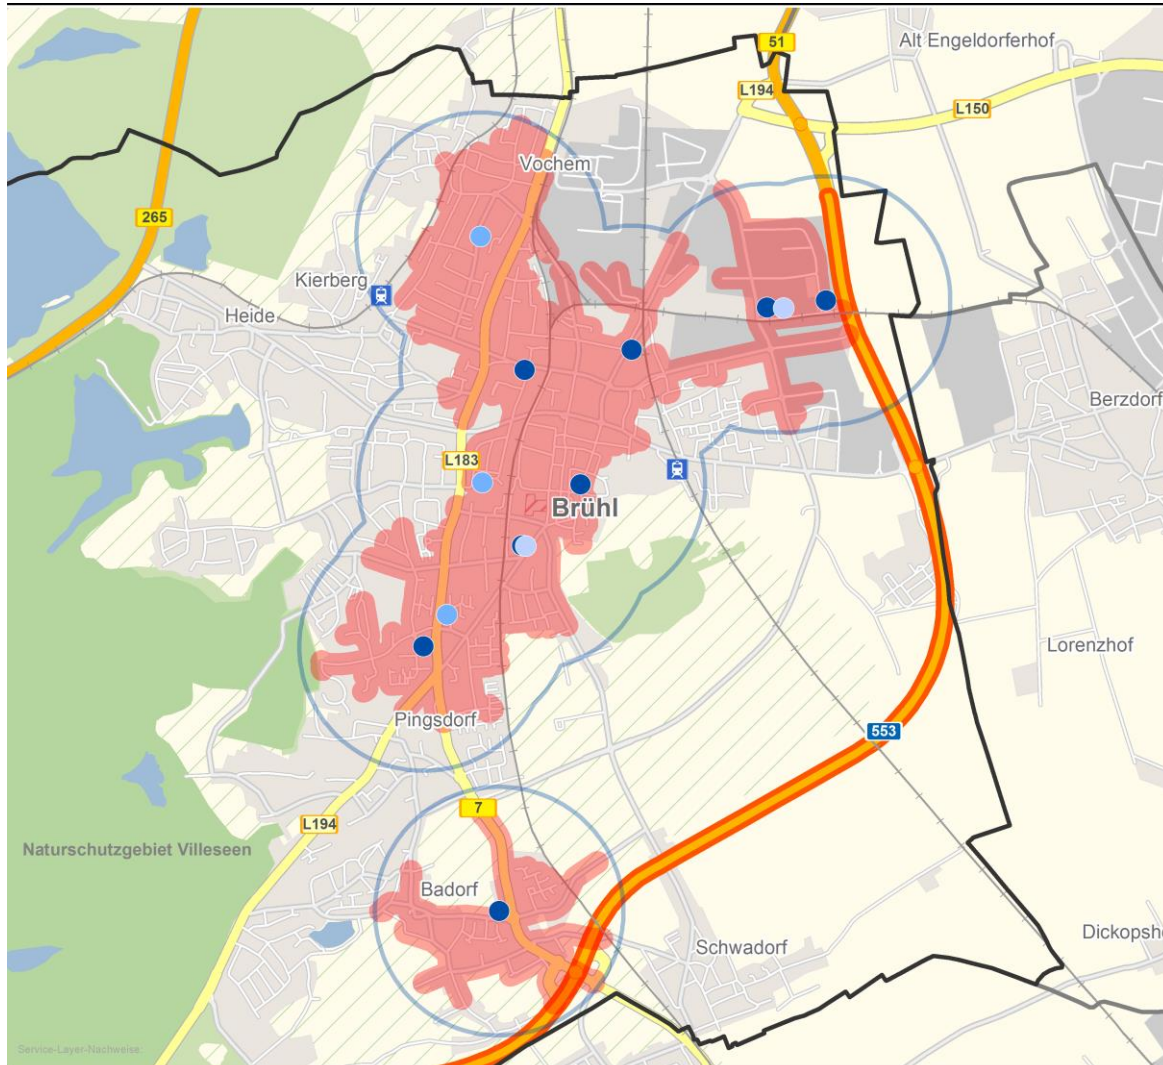 51
Alt Engeldorferhof
L194
L150
Vochem
265
Kierberg
Heide
Berzdorf
L183
Brühl
Lorenzhof
Pingsdorf
553
7
L194
Naturschutzgebiet Villeseen
Badorf
Schwadorf
Dickopsh
Service-Layer-Nachweise.